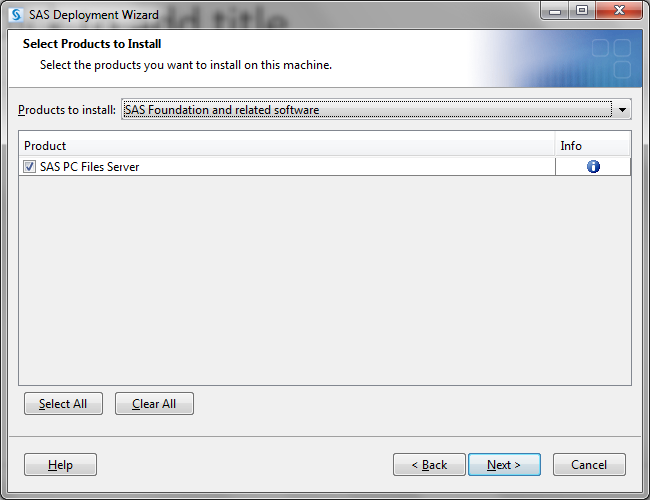 SAS Deployment Wizard
Select Products to Install
Select the products you want to install on this machine.
Products to install: SAS Foundation and related software
Product Info
SAS PC Files Server
Select All Clear All
Help < Back Next > Cancel